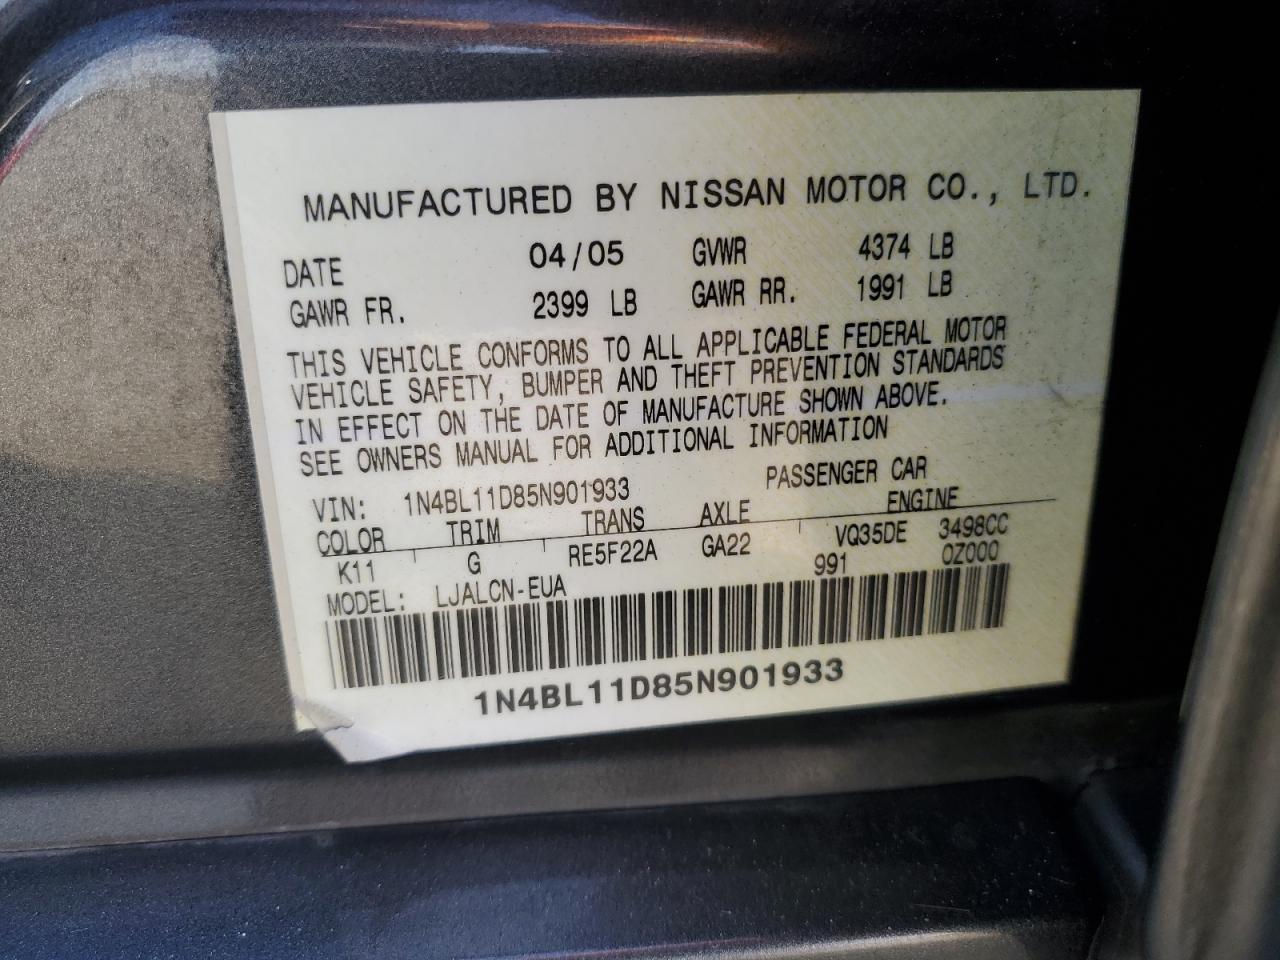 MANUFACTURED BY NISSAN MOTOR CO., LTD.
DATE 04/05 GVWR 4374 LB
GAWR FR. 2399 LB GAWR RR. 1991 LB
THIS VEHICLE CONFORMS TO ALL APPLICABLE FEDERAL MOTOR
VEHICLE SAFETY, BUMPER AND THEFT PREVENTION STANDARDS
IN EFFECT ON THE DATE OF MANUFACTURE SHOWN ABOVE.
SEE OWNERS MANUAL FOR ADDITIONAL INFORMATION
VIN: 1N4BL11D85N901933 PASSENGER CAR
COLOR TRIM TRANS AXLE ENGINE
K11 G RE5F22A GA22 VQ35DE 3498CC
MODEL: LJALCN-EUA 991 0Z000
1N4BL11D85N901933